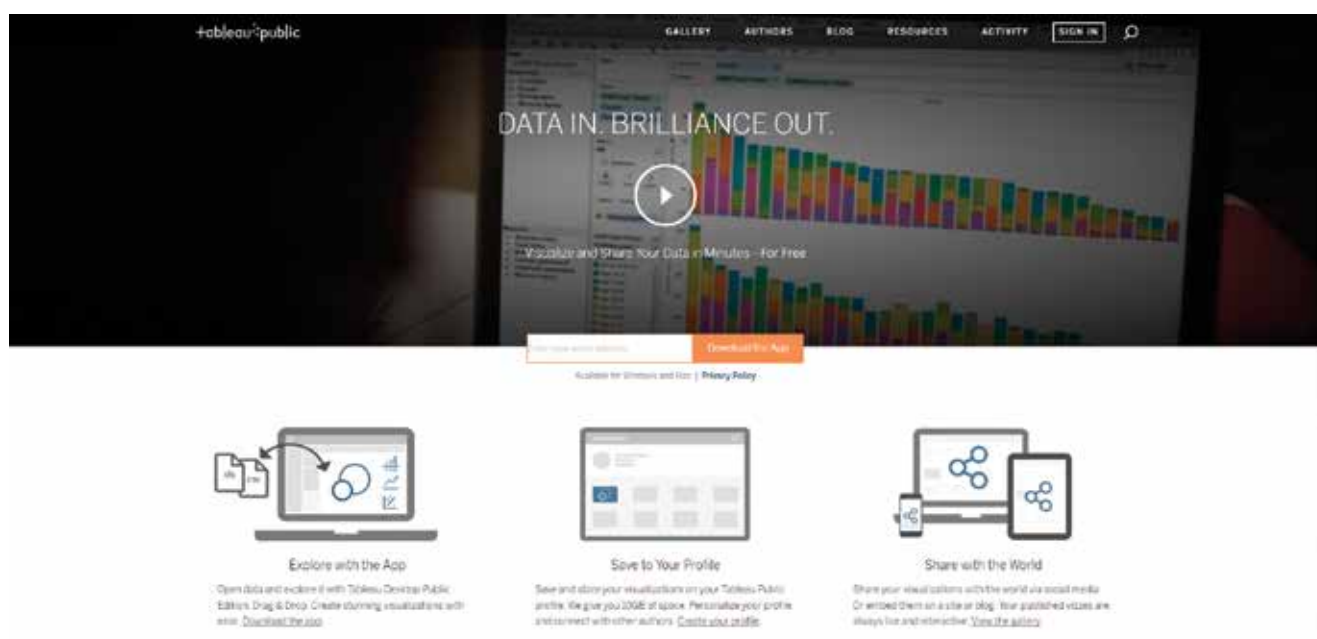 +ableau public
GALLERY AUTHORS BLOG RESOURCES ACTIVITY SIGN IN
DATA IN. BRILLIANCE OUT.
Visualize and Share Your Data in Minutes—For Free
Download the App
Available for Windows and Mac | Privacy Policy
Explore with the App
Open data and explore it with Tableau Desktop Public
Edition. Drag & Drop. Create stunning visualizations with
ease. Download the app.
Save to Your Profile
Save and store your visualizations on your Tableau Public
profile. We give you 10GB of space. Personalize your profile
and connect with other authors. Create your profile.
Share with the World
Share your visualizations with the world via social media.
Or embed them on a site or blog. Your published vizzes are
always live and interactive. View the gallery.